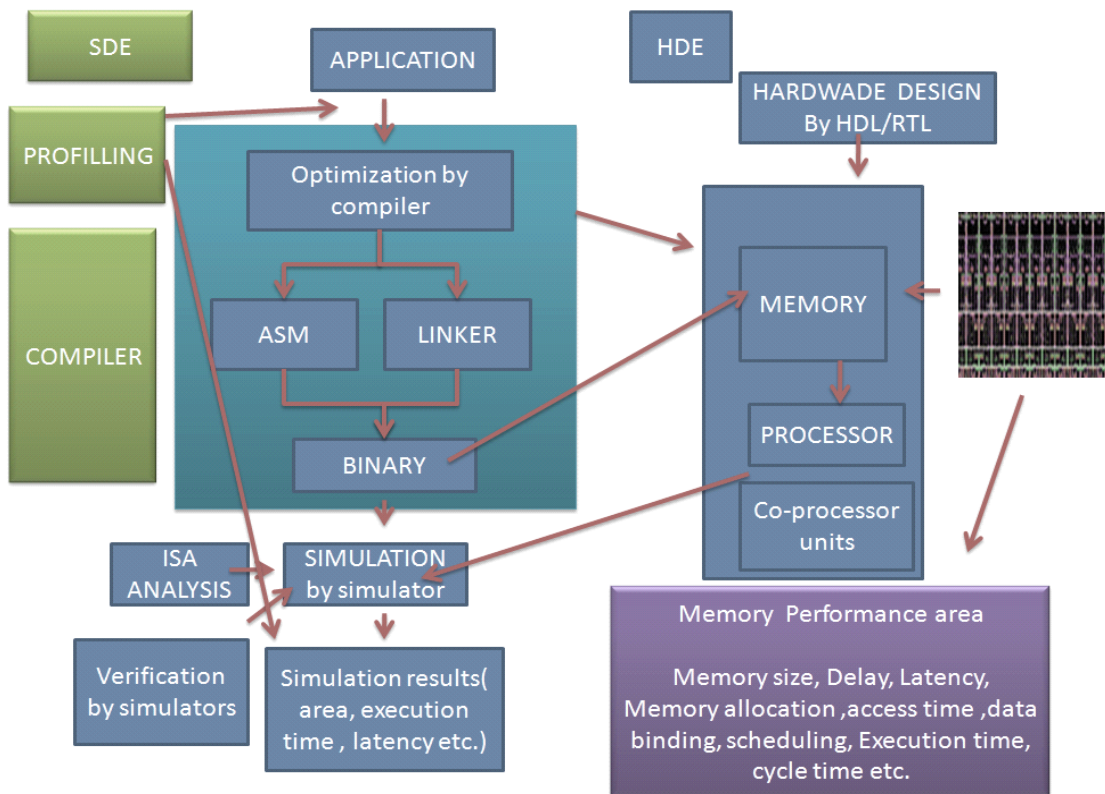 SDE
APPLICATION
HDE
HARDWADE DESIGN
By HDL/RTL
PROFILLING
Optimization by
compiler
COMPILER
ASM
LINKER
BINARY
MEMORY
PROCESSOR
Co-processor
units
ISA
ANALYSIS
SIMULATION
by simulator
Verification
by simulators
Simulation results(
area, execution
time , latency etc.)
Memory Performance area
Memory size, Delay, Latency,
Memory allocation ,access time ,data
binding, scheduling, Execution time,
cycle time etc.